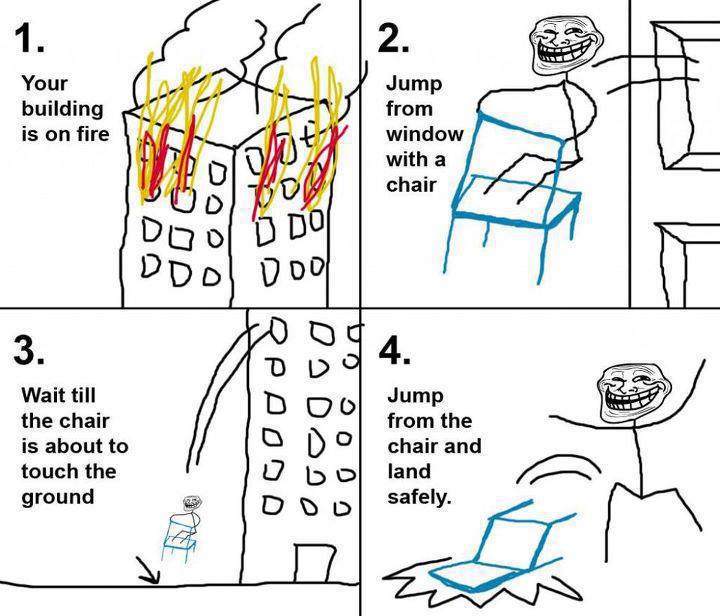 1.
Your
building
is on fire
2.
Jump
from
window
with a
chair
3.
Wait till
the chair
is about to
touch the
ground
4.
Jump
from the
chair and
land
safely.